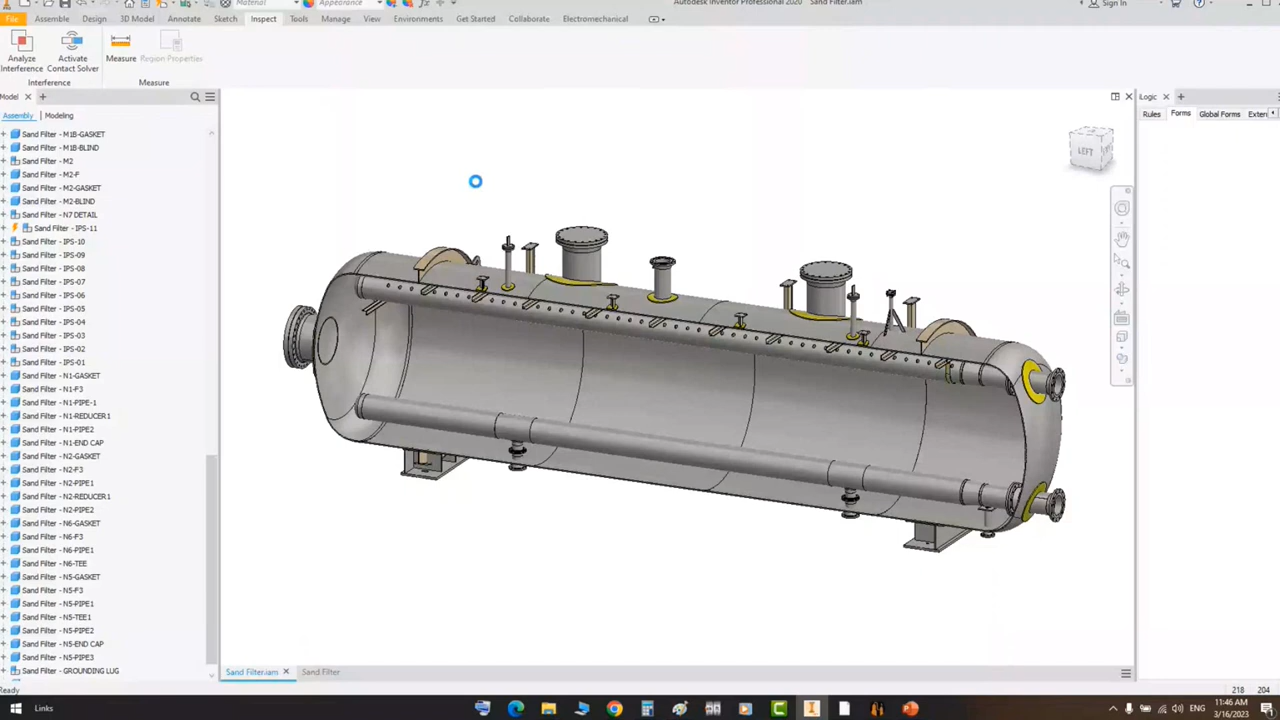 Material
Appearance
Autodesk Inventor Professional 2020 Sand Filter.iam
Sign In
File Assembly Design 3D Model Annotate Sketch Inspect Tools Manage View Environments Get Started Collaborate Electromechanical
Analyze Interference
Activate Contact Solver
Measure
Region Properties
Interference
Measure
Model
Assembly
Modeling
Sand Filter - M1B-GASKET
Sand Filter - M1B-BLIND
Sand Filter - M2
Sand Filter - M2-F
Sand Filter - M2-GASKET
Sand Filter - M2-BLIND
Sand Filter - N7 DETAIL
Sand Filter - IPS-11
Sand Filter - IPS-10
Sand Filter - IPS-09
Sand Filter - IPS-08
Sand Filter - IPS-07
Sand Filter - IPS-06
Sand Filter - IPS-05
Sand Filter - IPS-04
Sand Filter - IPS-03
Sand Filter - IPS-02
Sand Filter - IPS-01
Sand Filter - N1-GASKET
Sand Filter - N1-F3
Sand Filter - N1-PIPE-1
Sand Filter - N1-REDUCER1
Sand Filter - N1-PIPE2
Sand Filter - N1-END CAP
Sand Filter - N2-GASKET
Sand Filter - N2-F3
Sand Filter - N2-PIPE1
Sand Filter - N2-REDUCER1
Sand Filter - N2-PIPE2
Sand Filter - N6-GASKET
Sand Filter - N6-F3
Sand Filter - N6-PIPE1
Sand Filter - N6-TEE
Sand Filter - N5-GASKET
Sand Filter - N5-F3
Sand Filter - N5-PIPE1
Sand Filter - N5-TEE1
Sand Filter - N5-PIPE2
Sand Filter - N5-END CAP
Sand Filter - N5-PIPE3
Sand Filter - GROUNDING LUG
LEFT
iLogic
Rules Forms Global Forms Extern
Sand Filter.iam
Sand Filter
Ready
218 204
Links
11:46 AM
3/16/2023